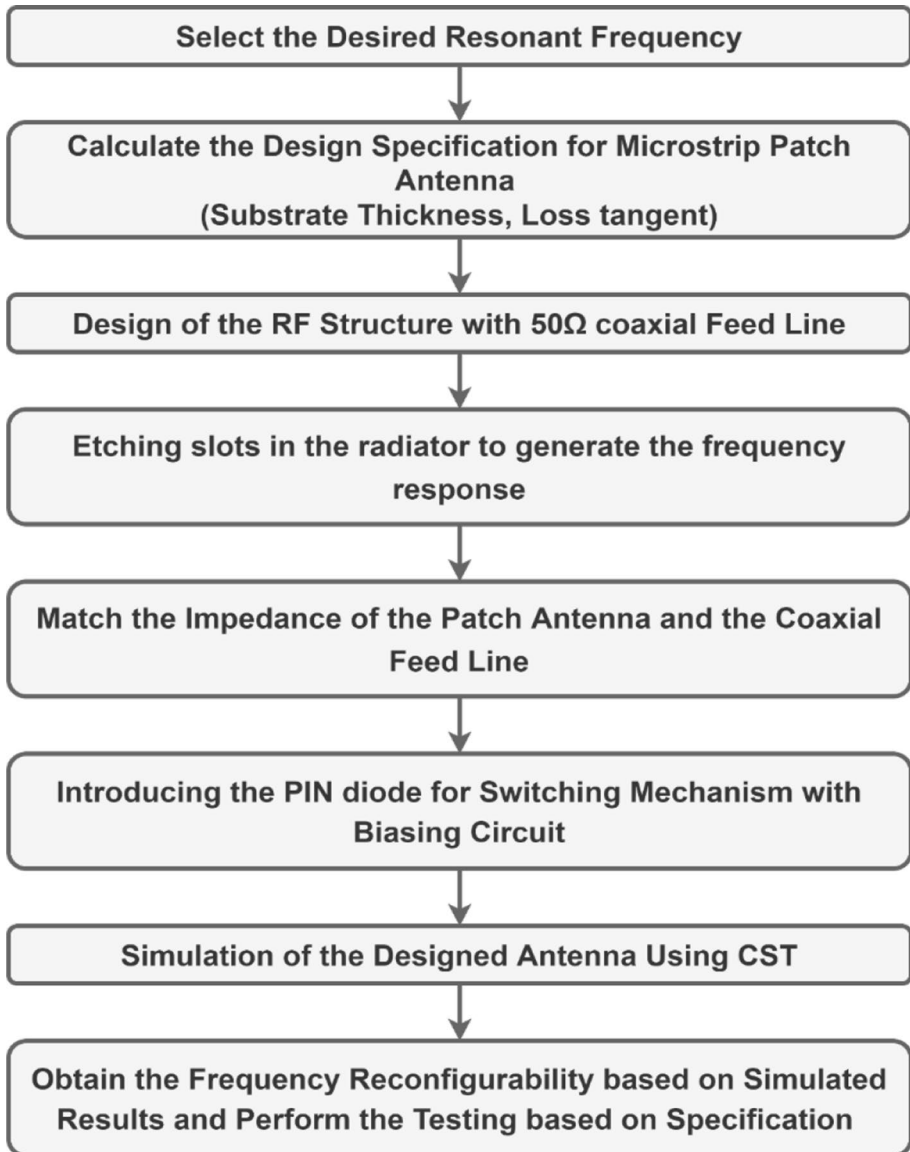 Select the Desired Resonant Frequency
Calculate the Design Specification for Microstrip Patch
Antenna
(Substrate Thickness, Loss tangent)
Design of the RF Structure with 50Ω coaxial Feed Line
Etching slots in the radiator to generate the frequency
response
Match the Impedance of the Patch Antenna and the Coaxial
Feed Line
Introducing the PIN diode for Switching Mechanism with
Biasing Circuit
Simulation of the Designed Antenna Using CST
Obtain the Frequency Reconfigurability based on Simulated
Results and Perform the Testing based on Specification